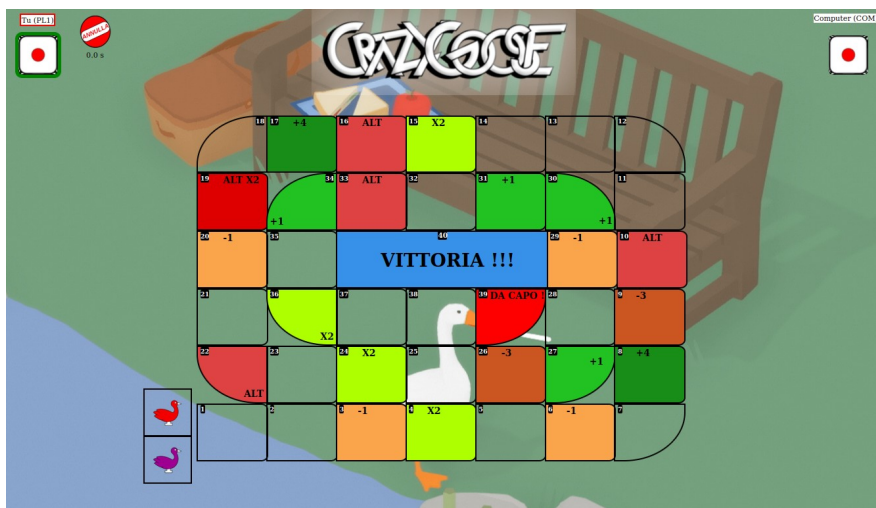 Tu (PL1)
ANNULLA
0.0 s
CRAZYGOOSE
Computer (COM
18
17 +4
16 ALT
15 X2
14
13
12
19 ALT X2
34 +1
33 ALT
32
31 +1
30 +1
11
20 -1
35
40
VITTORIA !!!
29 -1
10 ALT
21
36 X2
37
38
39 DA CAPO !
28
9 -3
22 ALT
23
24 X2
25
26 -3
27 +1
8 +4
1
2
3 -1
4 X2
5
6 -1
7